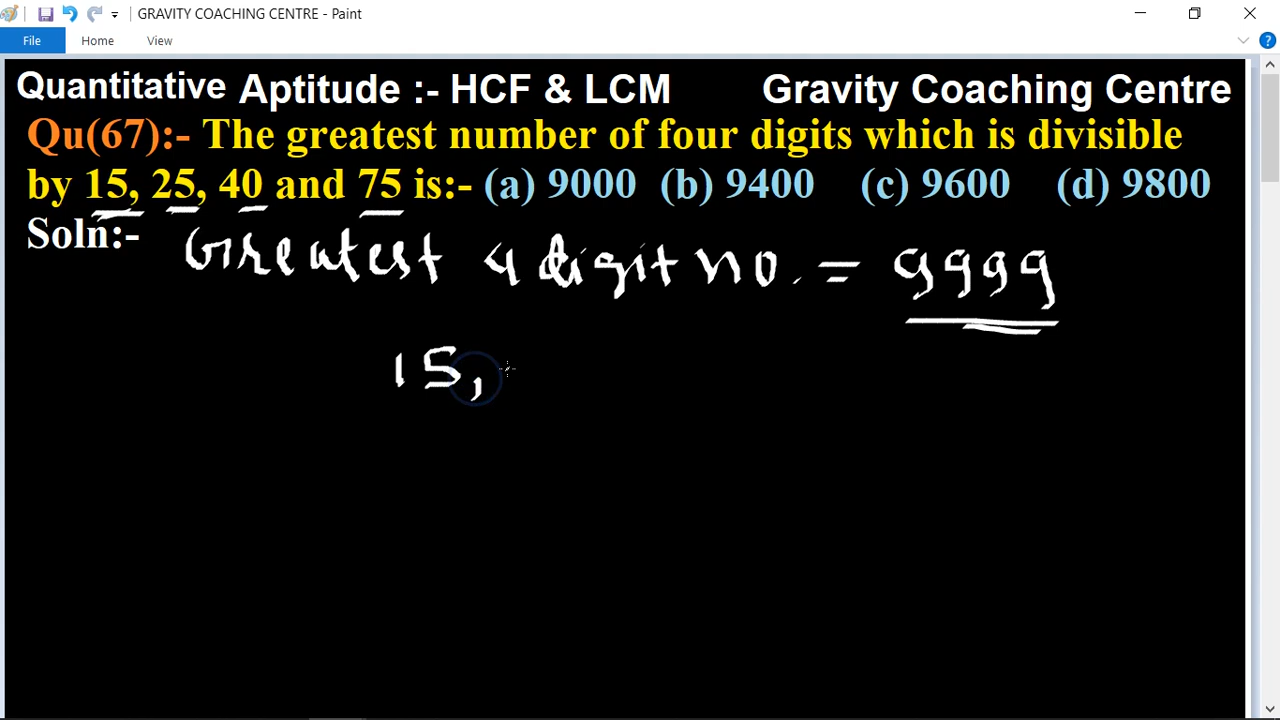 GRAVITY COACHING CENTRE - Paint
File Home View
Quantitative Aptitude :- HCF & LCM Gravity Coaching Centre
Qu(67):- The greatest number of four digits which is divisible
by 15, 25, 40 and 75 is:- (a) 9000 (b) 9400 (c) 9600 (d) 9800
Soln:- Greatest 4 digit no. = 9999
15,